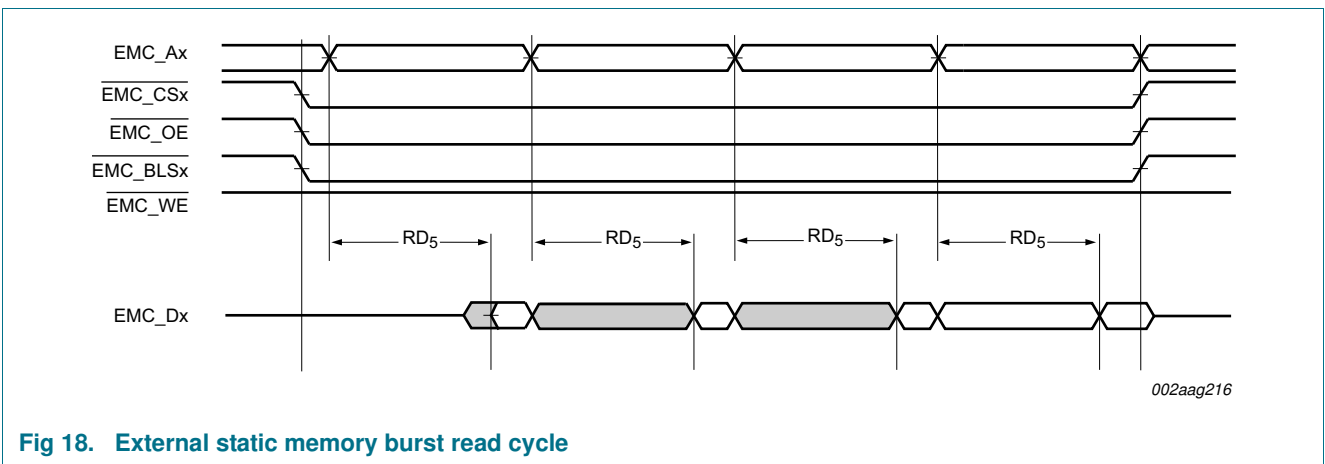 EMC_Ax
EMC_CSx
EMC_OE
EMC_BLSx
EMC_WE
RD5 RD5 RD5 RD5
EMC_Dx
002aag216
Fig 18. External static memory burst read cycle